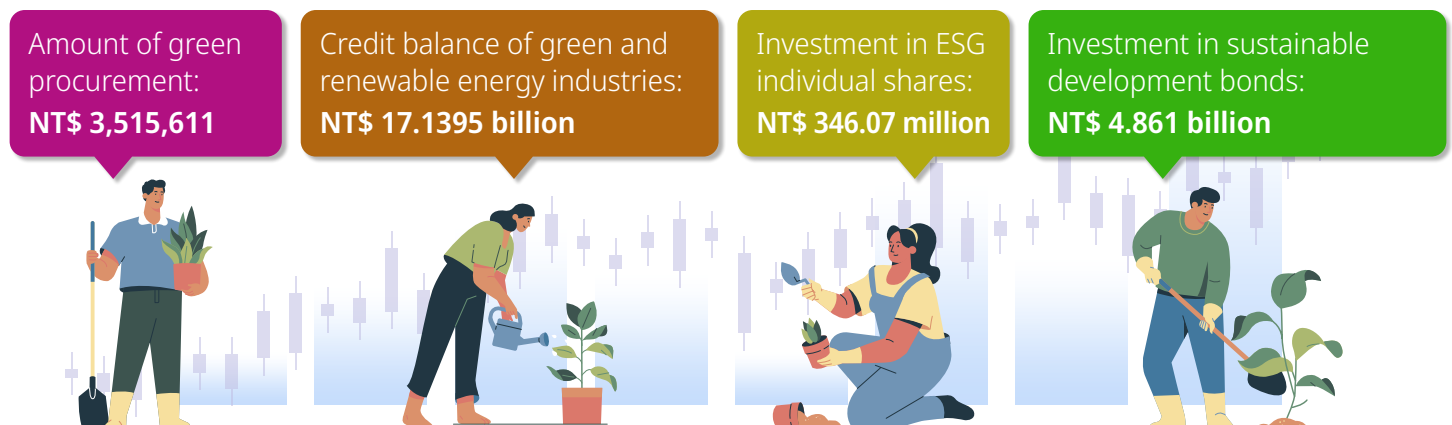 Amount of green
procurement:
NT$ 3,515,611
Credit balance of green and
renewable energy industries:
NT$ 17.1395 billion
Investment in ESG
individual shares:
NT$ 346.07 million
Investment in sustainable
development bonds:
NT$ 4.861 billion